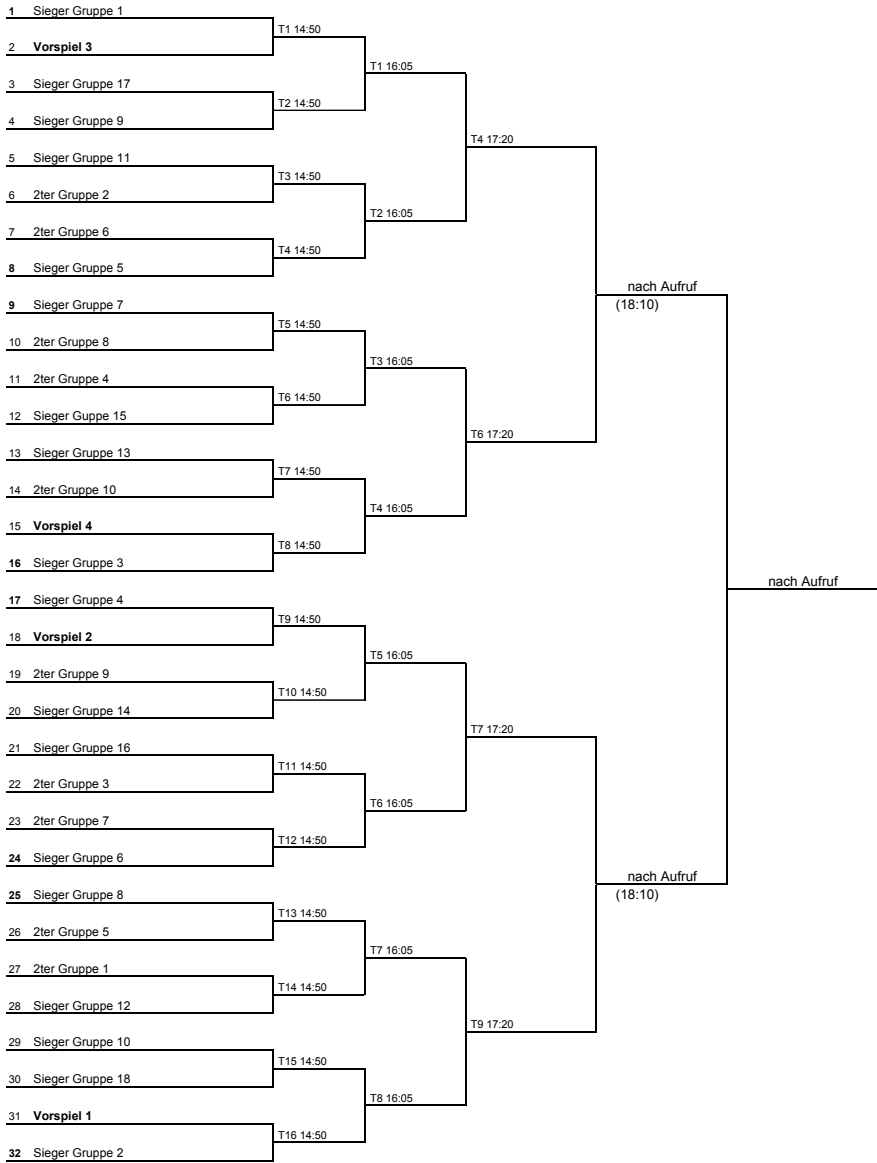 1 Sieger Gruppe 1
T1 14:50
2 Vorspiel 3
T1 16:05
3 Sieger Gruppe 17
T2 14:50
4 Sieger Gruppe 9
T4 17:20
5 Sieger Gruppe 11
T3 14:50
6 2ter Gruppe 2
T2 16:05
7 2ter Gruppe 6
T4 14:50
8 Sieger Gruppe 5
nach Aufruf
(18:10)
9 Sieger Gruppe 7
T5 14:50
10 2ter Gruppe 8
T3 16:05
11 2ter Gruppe 4
T6 14:50
12 Sieger Guppe 15
T6 17:20
13 Sieger Gruppe 13
T7 14:50
14 2ter Gruppe 10
T4 16:05
15 Vorspiel 4
T8 14:50
16 Sieger Gruppe 3
nach Aufruf
17 Sieger Gruppe 4
T9 14:50
18 Vorspiel 2
T5 16:05
19 2ter Gruppe 9
T10 14:50
20 Sieger Gruppe 14
T7 17:20
21 Sieger Gruppe 16
T11 14:50
22 2ter Gruppe 3
T6 16:05
23 2ter Gruppe 7
T12 14:50
24 Sieger Gruppe 6
nach Aufruf
(18:10)
25 Sieger Gruppe 8
T13 14:50
26 2ter Gruppe 5
T7 16:05
27 2ter Gruppe 1
T14 14:50
28 Sieger Gruppe 12
T9 17:20
29 Sieger Gruppe 10
T15 14:50
30 Sieger Gruppe 18
T8 16:05
31 Vorspiel 1
T16 14:50
32 Sieger Gruppe 2